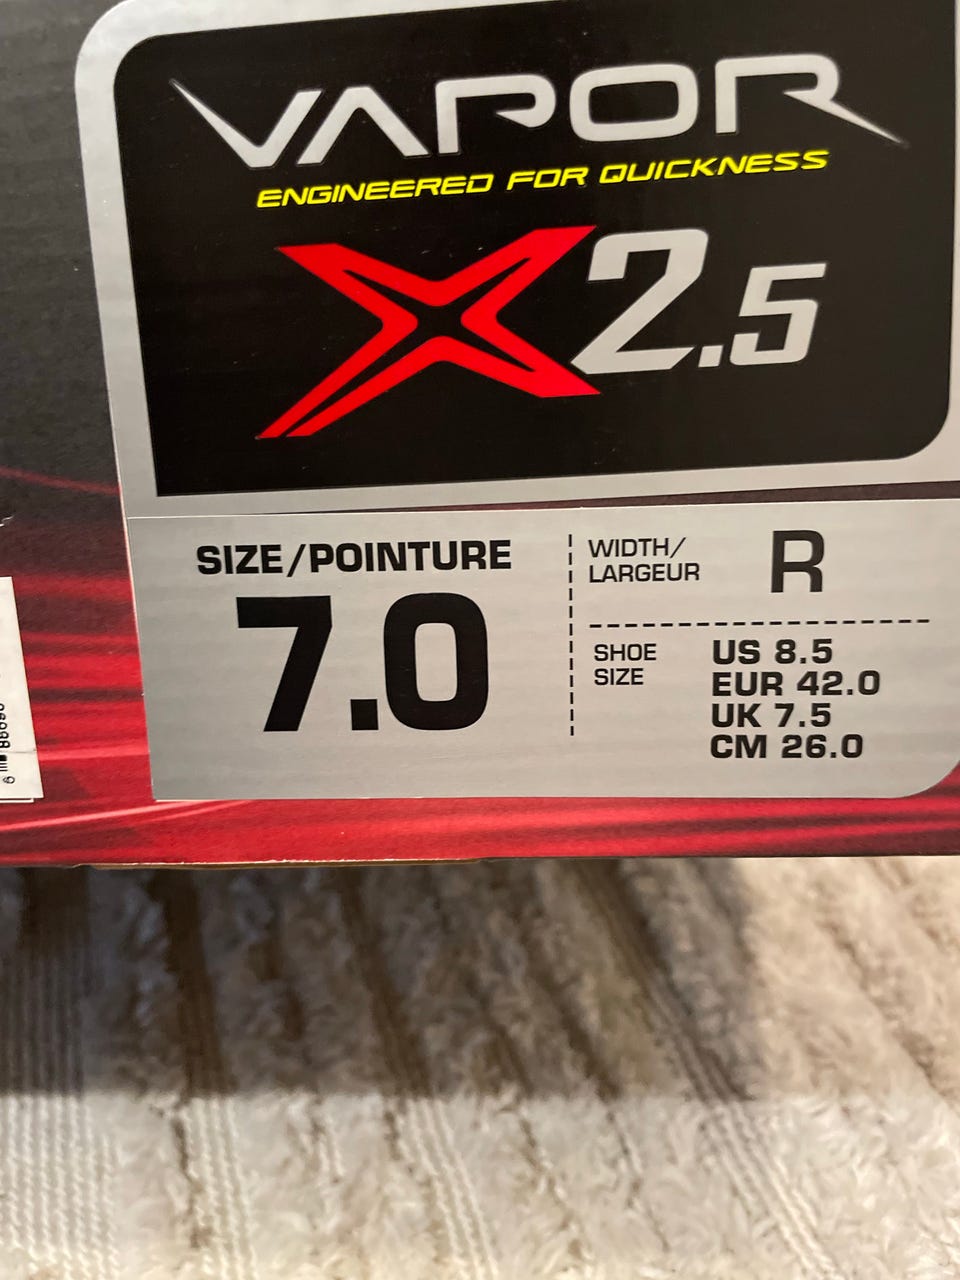 VAPOR
ENGINEERED FOR QUICKNESS
X2.5
SIZE/POINTURE
7.0
WIDTH/
LARGEUR
R
SHOE
SIZE
US 8.5
EUR 42.0
UK 7.5
CM 26.0